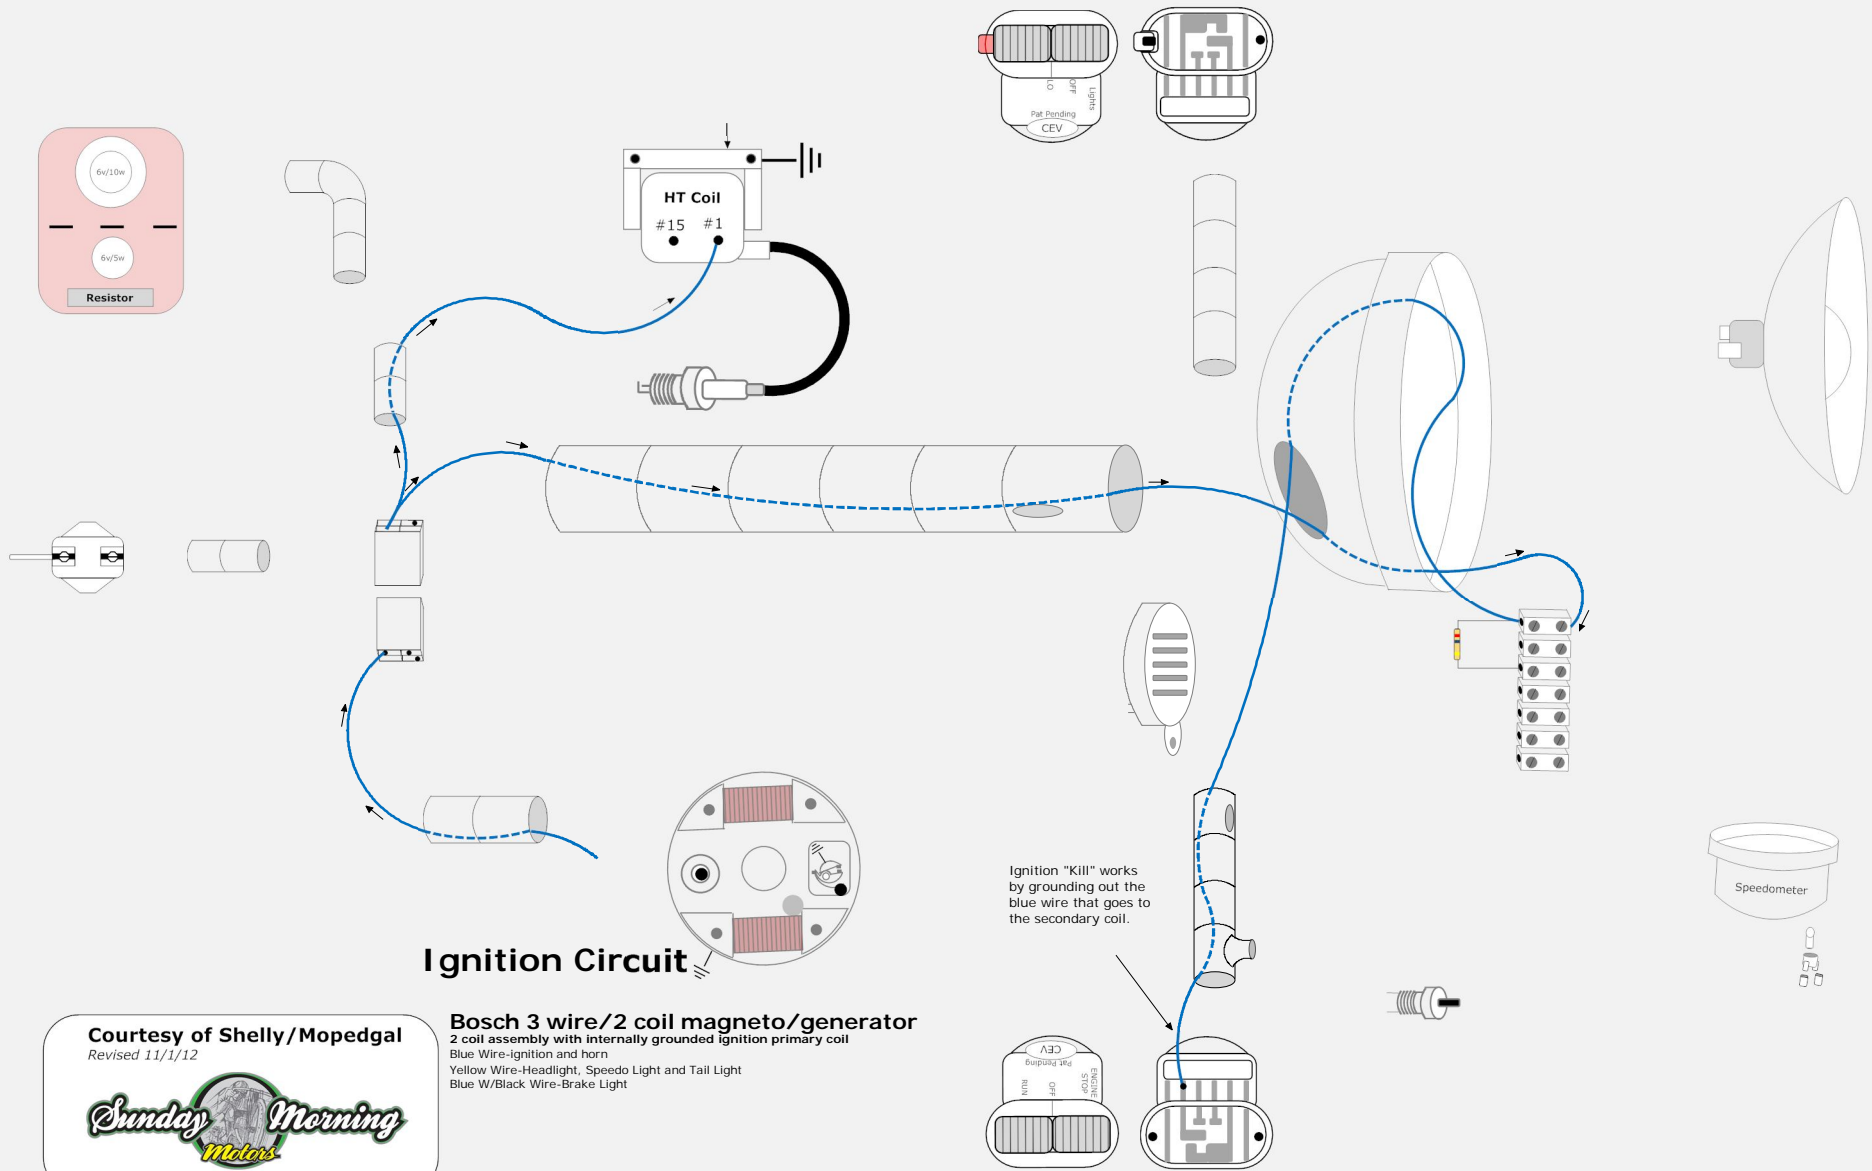 LO
OFF
Lights
Pat Pending
CEV
6v/10w
6v/5w
Resistor
HT Coil
#15 #1
Ignition "Kill" works
by grounding out the
blue wire that goes to
the secondary coil.
Speedometer
Ignition Circuit
Bosch 3 wire/2 coil magneto/generator
2 coil assembly with internally grounded ignition primary coil
Blue Wire-ignition and horn
Yellow Wire-Headlight, Speedo Light and Tail Light
Blue W/Black Wire-Brake Light
Courtesy of Shelly/Mopedgal
Revised 11/1/12
Sunday Morning
Motors
CEV
Pat Pending
RUN
OFF
ENGINE
STOP